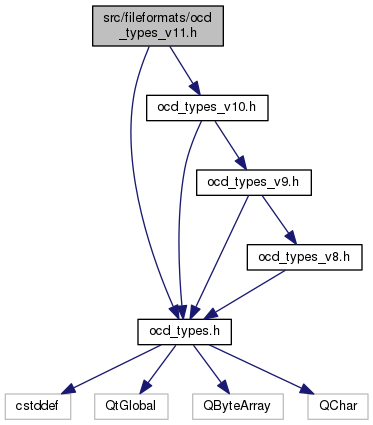 src/fileformats/ocd
_types_v11.h
ocd_types_v10.h
ocd_types_v9.h
ocd_types_v8.h
ocd_types.h
cstddef
QtGlobal
QByteArray
QChar